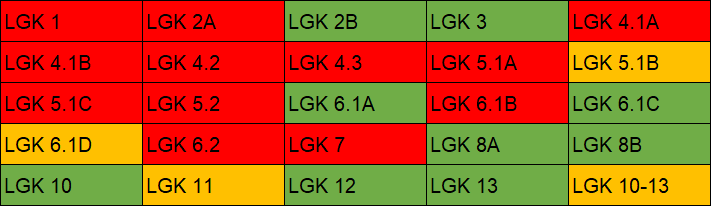 LGK 1 LGK 2A LGK 2B LGK 3 LGK 4.1A
LGK 4.1B LGK 4.2 LGK 4.3 LGK 5.1A LGK 5.1B
LGK 5.1C LGK 5.2 LGK 6.1A LGK 6.1B LGK 6.1C
LGK 6.1D LGK 6.2 LGK 7 LGK 8A LGK 8B
LGK 10 LGK 11 LGK 12 LGK 13 LGK 10-13